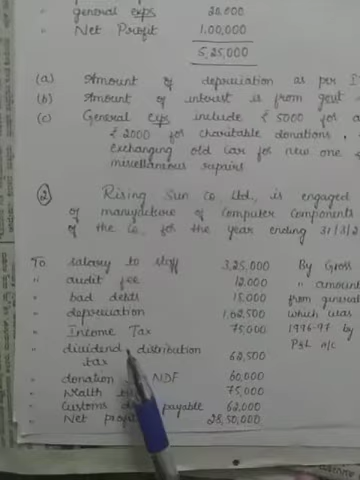 " general exps 20,000
" Net Profit 1,00,000
5,25,000
(a) Amount of depreciation as per I
(b) Amount of interest is from govt
(c) General exps include ₹ 5000 for a
₹ 2000 for charitable donations,
exchanging old car for new one
miscellaneous repairs
(2) Rising Sun Co Ltd., is engaged
of manufacture of Computer Components
of the Co, for the year ending 31/3/2
To salary to staff 3,25,000 By Gross
" audit fee 12,000 " amount
" bad debts 15,000 from general
" depreciation 1,02,500 which was
" Income Tax 75,000 1996-97 by
" dividend distribution P&L A/c
tax 62,500
" donation NDF 60,000
" Wealth 75,000
" Customs payable 62,000
" Net profit 28,50,000